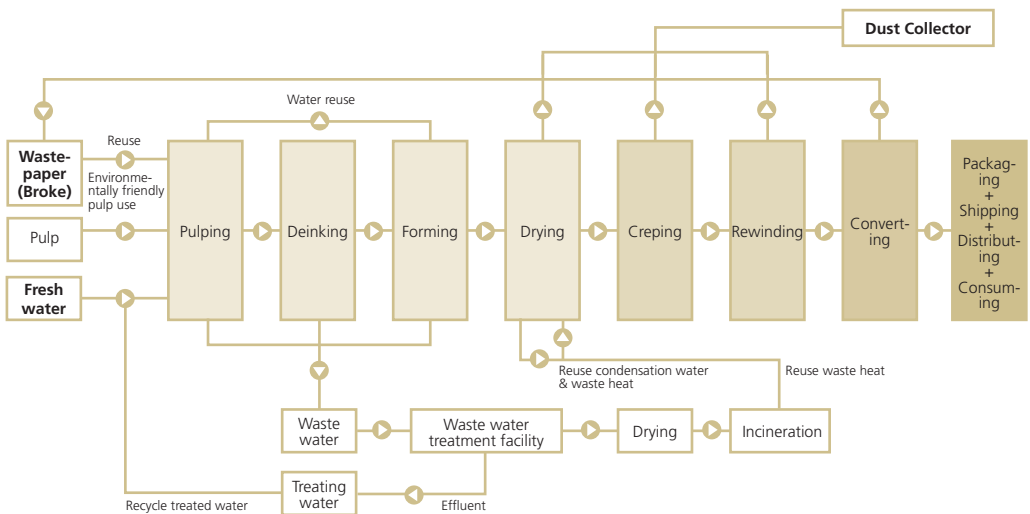 Dust Collector
Water reuse
Reuse
Waste-
paper
(Broke)
Environme-
ntally friendly
pulp use
Pulp
Fresh
water
Pulping
Deinking
Forming
Drying
Creping
Rewinding
Convert-
ing
Packag-
ing
+
Shipping
+
Distribut-
ing
+
Consum-
ing
Reuse condensation water
& waste heat
Reuse waste heat
Waste
water
Waste water
treatment facility
Drying
Incineration
Treating
water
Recycle treated water
Effluent